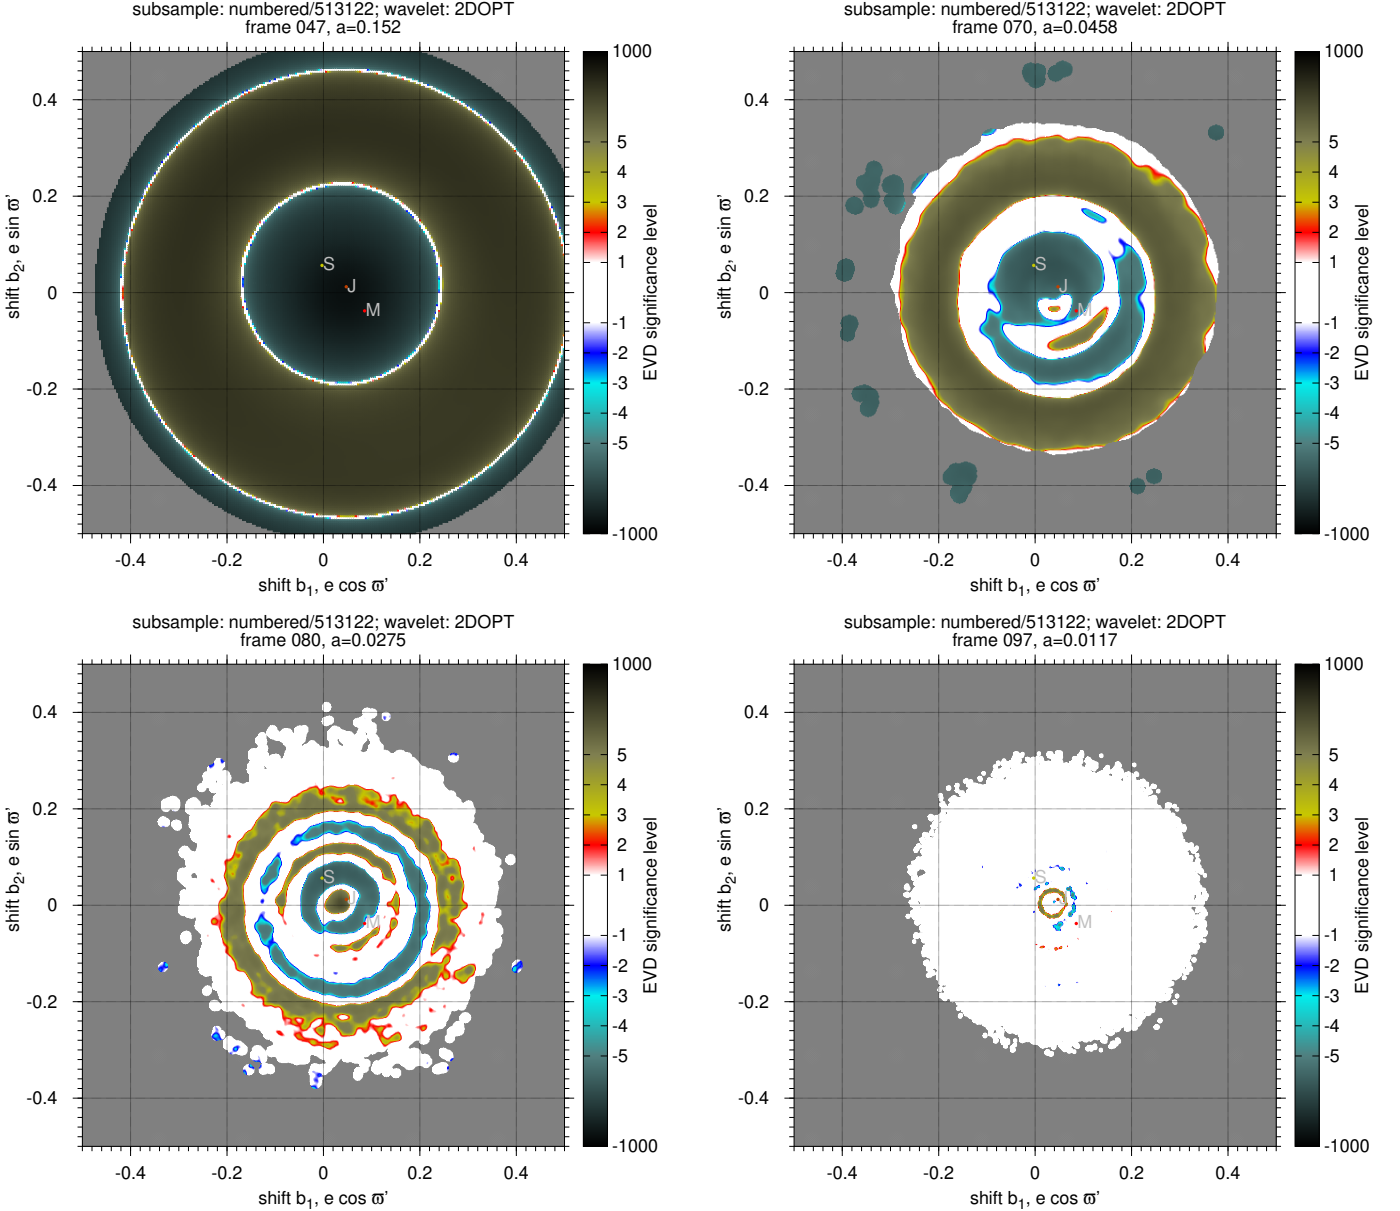 subsample: numbered/513122; wavelet: 2DOPT
frame 047, a=0.152
1000
5
4
3
2
1
-1
-2
-3
-4
-5
-1000
EVD significance level
0.4
0.2
0
-0.2
-0.4
shift b2, e sin ϖ’
S
J
M
-0.4
-0.2
0
0.2
0.4
shift b1, e cos ϖ’
subsample: numbered/513122; wavelet: 2DOPT
frame 070, a=0.0458
1000
5
4
3
2
1
-1
-2
-3
-4
-5
-1000
EVD significance level
0.4
0.2
0
-0.2
-0.4
shift b2, e sin ϖ’
S
J
M
-0.4
-0.2
0
0.2
0.4
shift b1, e cos ϖ’
subsample: numbered/513122; wavelet: 2DOPT
frame 080, a=0.0275
1000
5
4
3
2
1
-1
-2
-3
-4
-5
-1000
EVD significance level
0.4
0.2
0
-0.2
-0.4
shift b2, e sin ϖ’
S
J
M
-0.4
-0.2
0
0.2
0.4
shift b1, e cos ϖ’
subsample: numbered/513122; wavelet: 2DOPT
frame 097, a=0.0117
1000
5
4
3
2
1
-1
-2
-3
-4
-5
-1000
EVD significance level
0.4
0.2
0
-0.2
-0.4
shift b2, e sin ϖ’
S
J
M
-0.4
-0.2
0
0.2
0.4
shift b1, e cos ϖ’